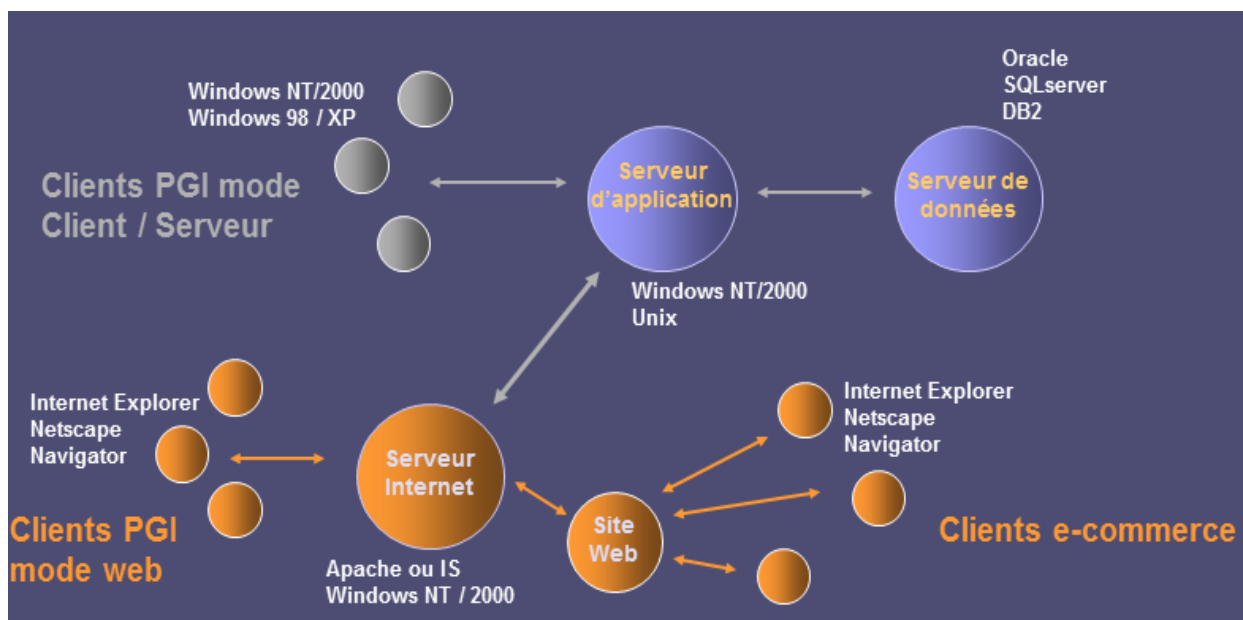 Windows NT/2000
Windows 98 / XP
Clients PGI mode
Client / Serveur
Serveur
d'application
Windows NT/2000
Unix
Oracle
SQLserver
DB2
Serveur de
données
Internet Explorer
Netscape
Navigator
Clients PGI
mode web
Serveur
Internet
Apache ou IS
Windows NT / 2000
Site
Web
Internet Explorer
Netscape
Navigator
Clients e-commerce